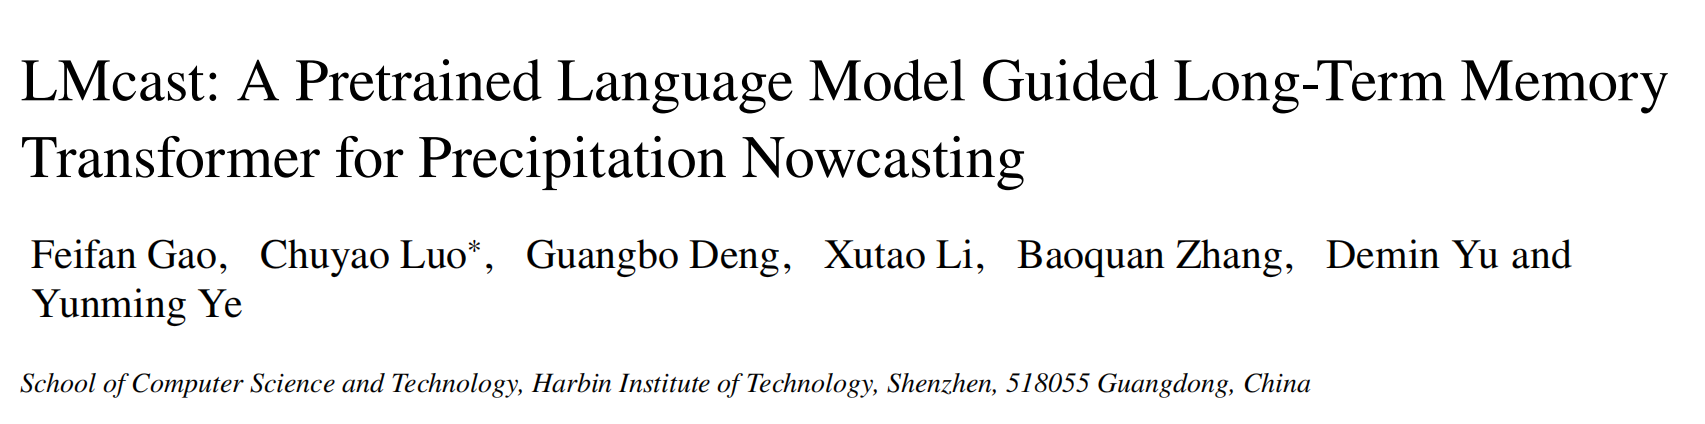 LMcast: A Pretrained Language Model Guided Long-Term Memory
Transformer for Precipitation Nowcasting
Feifan Gao, Chuyao Luo*, Guangbo Deng, Xutao Li, Baoquan Zhang, Demin Yu and
Yunming Ye
School of Computer Science and Technology, Harbin Institute of Technology, Shenzhen, 518055 Guangdong, China